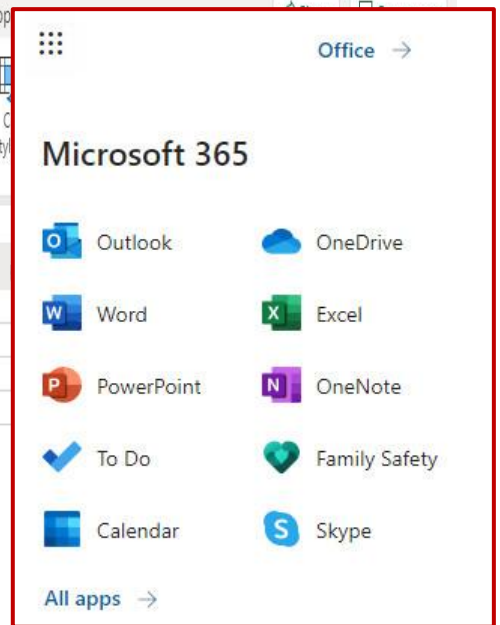 Office →
Microsoft 365
Outlook OneDrive
Word Excel
PowerPoint OneNote
To Do Family Safety
Calendar Skype
All apps →